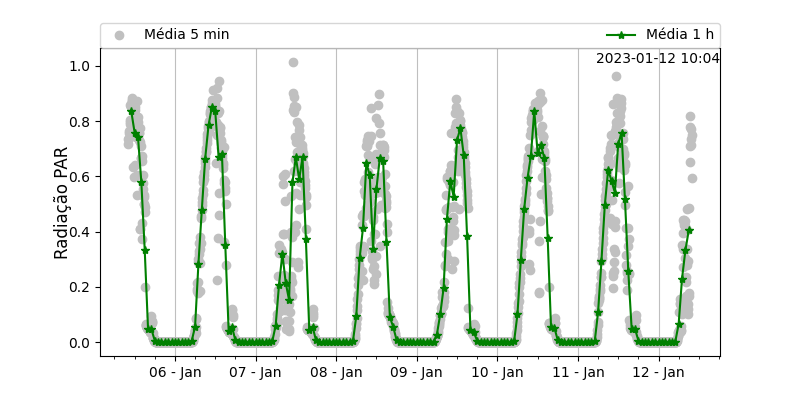 Média 5 min
Média 1 h
2023-01-12 10:04
Radiação PAR
1.0
0.8
0.6
0.4
0.2
0.0
06 - Jan
07 - Jan
08 - Jan
09 - Jan
10 - Jan
11 - Jan
12 - Jan